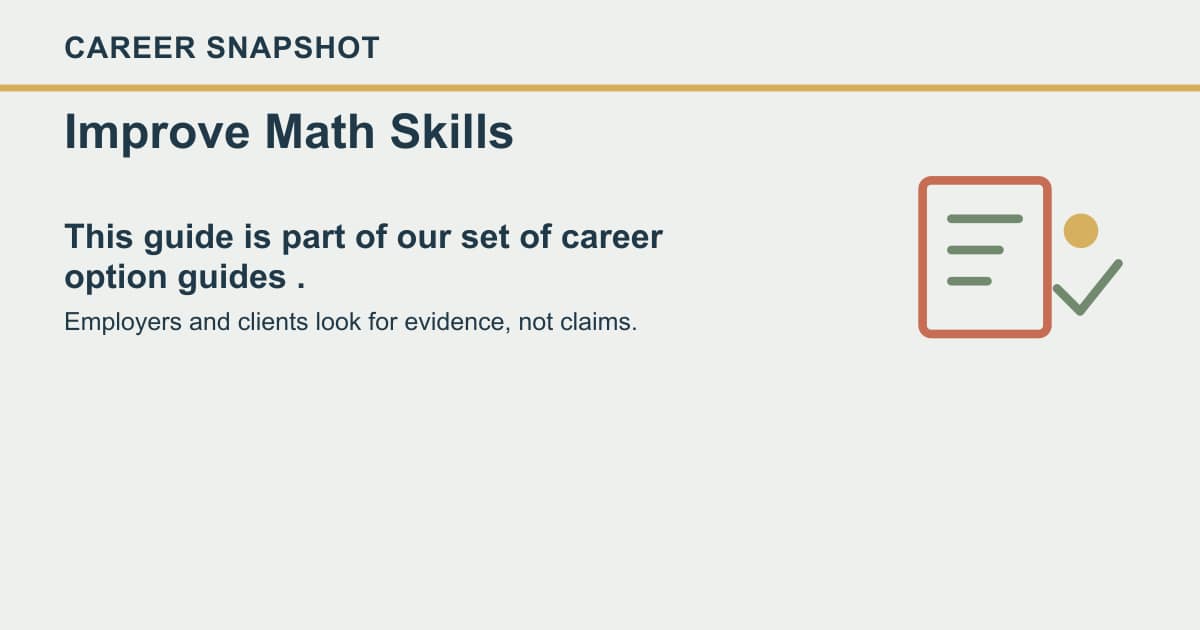 CAREER SNAPSHOT
Improve Math Skills
This guide is part of our set of career
option guides .
Employers and clients look for evidence, not claims.